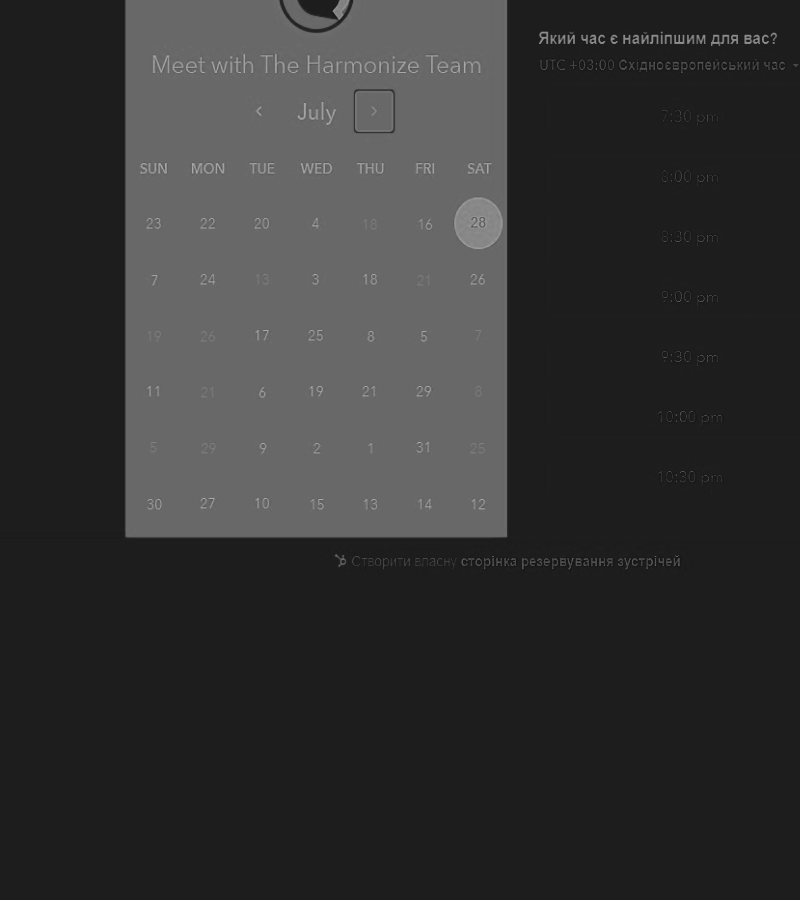 Meet with The Harmonize Team
July
SUN MON TUE WED THU FRI SAT
23 22 20 4 18 16 28
7 24 13 3 18 21 26
19 26 17 25 8 5 7
11 21 6 19 21 29 8
5 29 9 2 1 31 25
30 27 10 15 13 14 12
Який час є найліпшим для вас?
UTC +03:00 Східноєвропейський час
7:30 pm
8:00 pm
8:30 pm
9:00 pm
9:30 pm
10:00 pm
10:30 pm
Створити власну сторінка резервування зустрічей